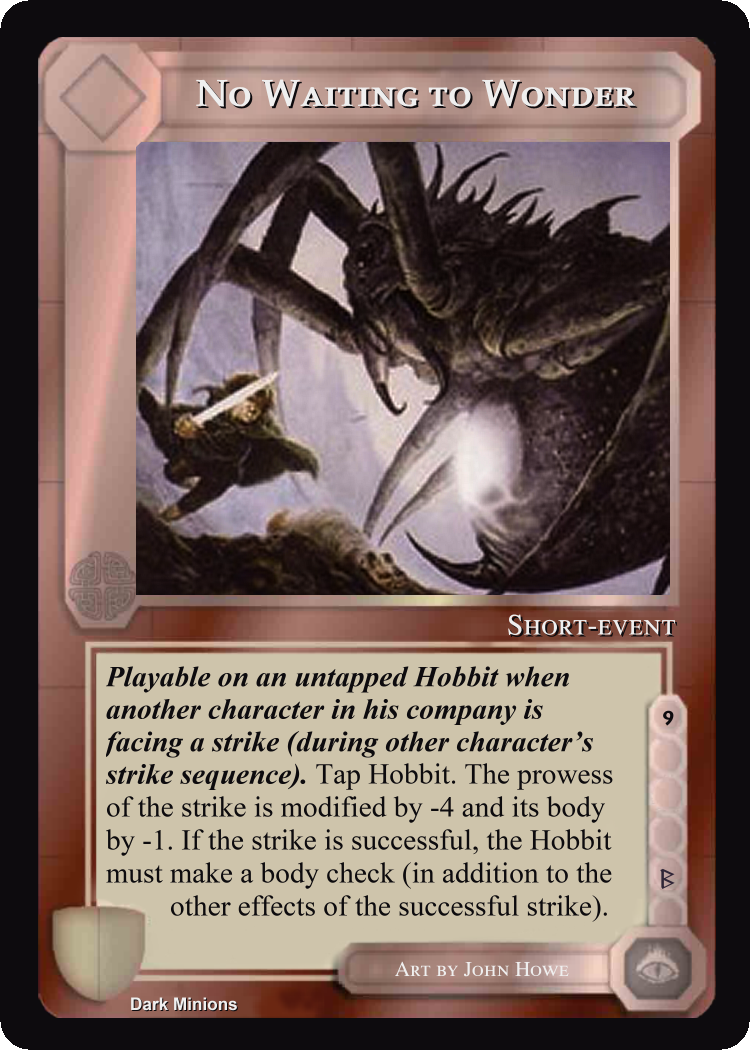 No Waiting to Wonder
Short-event
Playable on an untapped Hobbit when
another character in his company is
facing a strike (during other character's
strike sequence). Tap Hobbit. The prowess
of the strike is modified by -4 and its body
by -1. If the strike is successful, the Hobbit
must make a body check (in addition to the
other effects of the successful strike).
9
ᛒ
Art by John Howe
Dark Minions